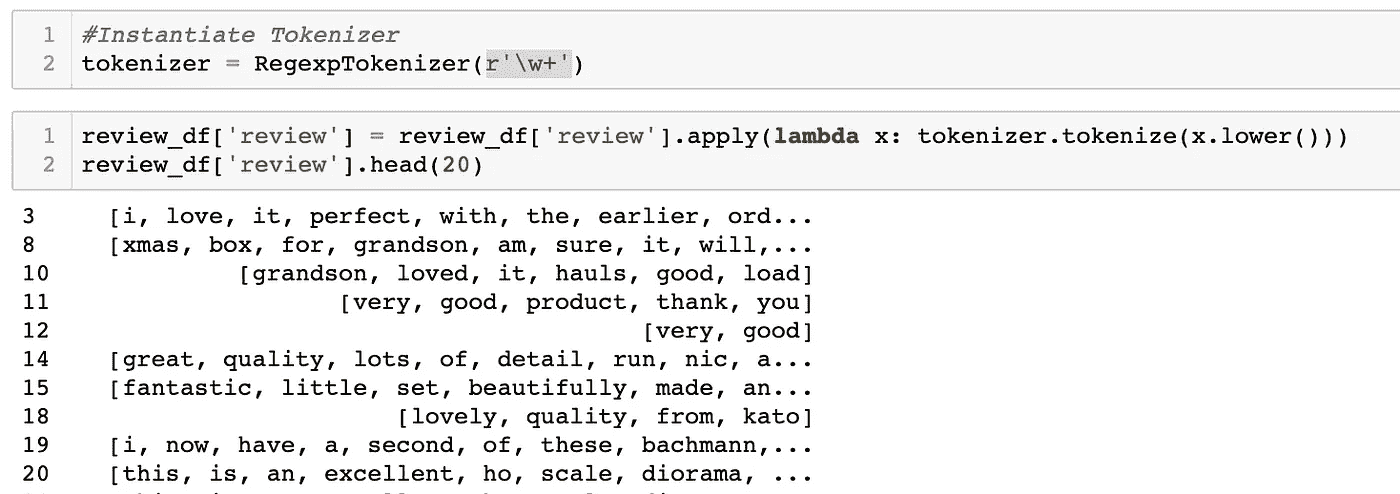 1 #Instantiate Tokenizer
2 tokenizer = RegexpTokenizer(r'\w+')
1 review_df['review'] = review_df['review'].apply(lambda x: tokenizer.tokenize(x.lower()))
2 review_df['review'].head(20)
3 [i, love, it, perfect, with, the, earlier, ord...
8 [xmas, box, for, grandson, am, sure, it, will,...
10 [grandson, loved, it, hauls, good, load]
11 [very, good, product, thank, you]
12 [very, good]
14 [great, quality, lots, of, detail, run, nic, a...
15 [fantastic, little, set, beautifully, made, an...
18 [lovely, quality, from, kato]
19 [i, now, have, a, second, of, these, bachmann,...
20 [this, is, an, excellent, ho, scale, diorama, ...